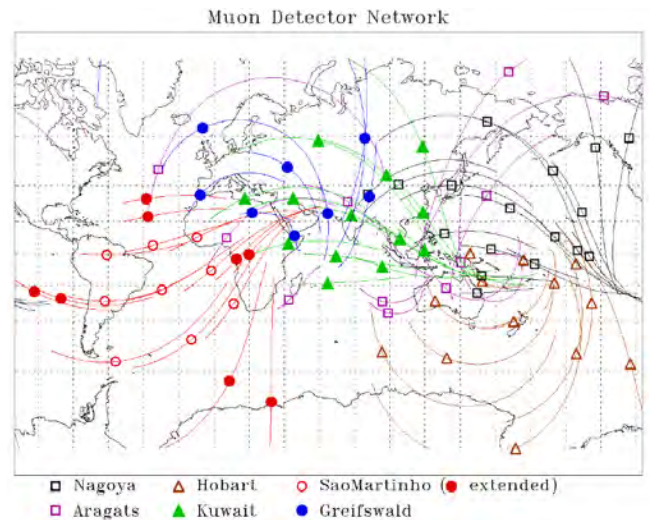 Muon Detector Network
Nagoya Hobart SaoMartinho ( extended)
Aragats Kuwait Greifswald